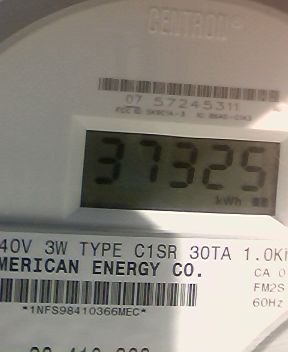 CENTRON®
07 57245311
37325
kWh
40V 3W TYPE C1SR 30TA 1.0K
MERICAN ENERGY CO.
CA 0
FM2S
60Hz
*1NFS98410366MEC*